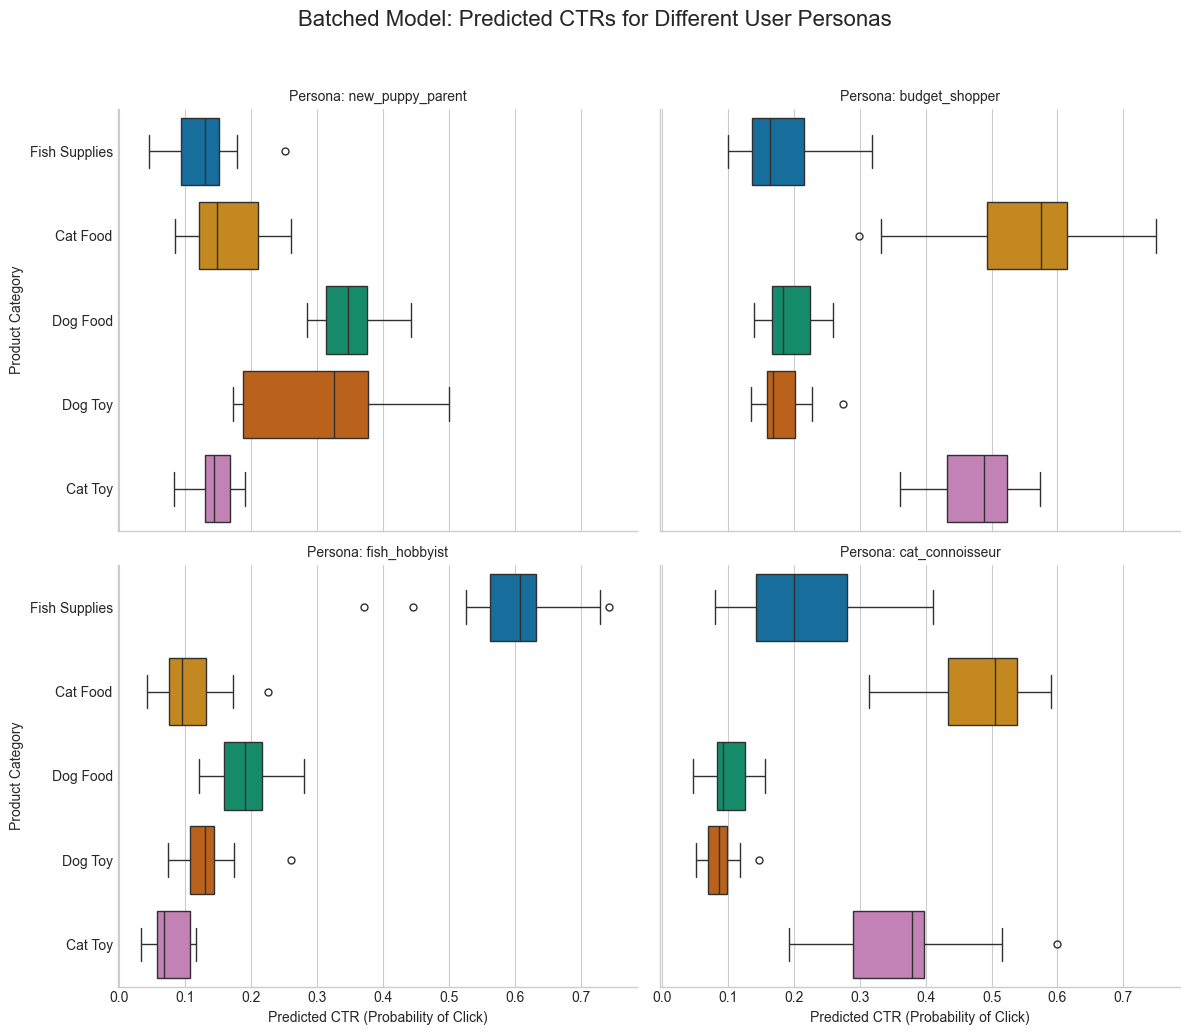 Batched Model: Predicted CTRs for Different User Personas
Persona: new_puppy_parent
Persona: budget_shopper
Product Category
Fish Supplies
Cat Food
Dog Food
Dog Toy
Cat Toy
Persona: fish_hobbyist
Persona: cat_connoisseur
Product Category
Fish Supplies
Cat Food
Dog Food
Dog Toy
Cat Toy
0.0 0.1 0.2 0.3 0.4 0.5 0.6 0.7
0.0 0.1 0.2 0.3 0.4 0.5 0.6 0.7
Predicted CTR (Probability of Click)
Predicted CTR (Probability of Click)